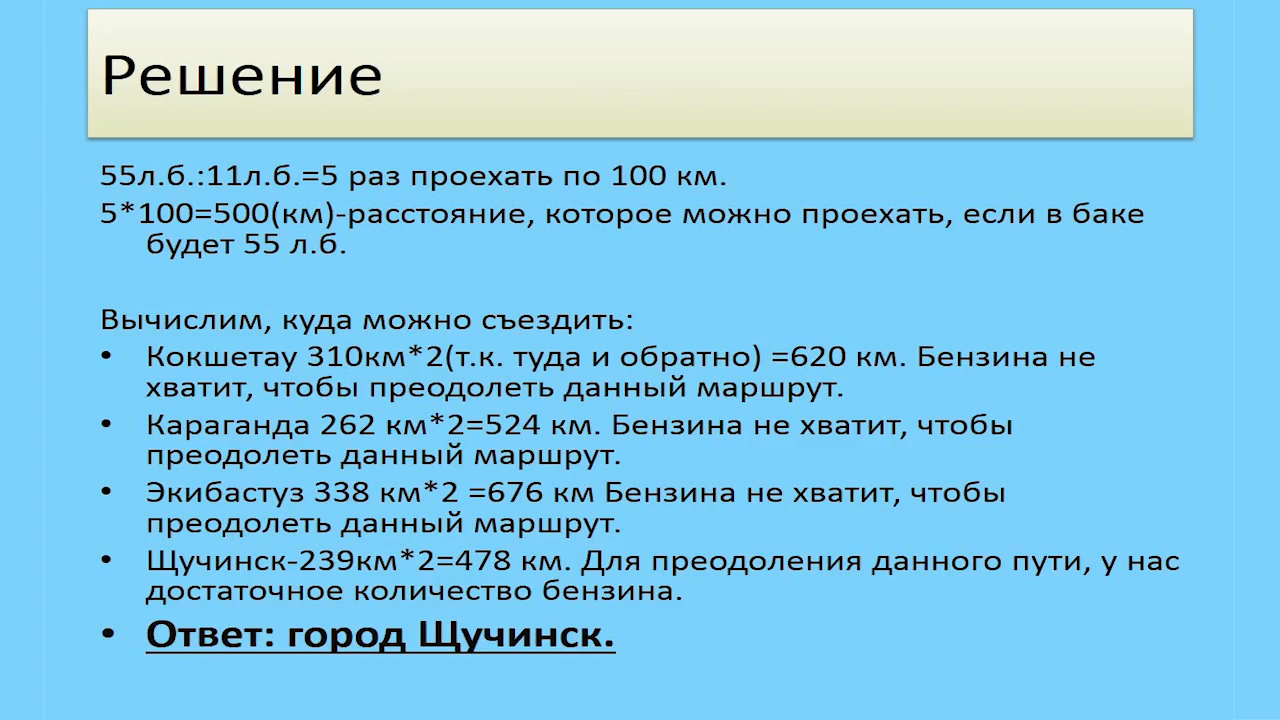 Решение
55л.б.:11л.б.=5 раз проехать по 100 км.
5*100=500(км)-расстояние, которое можно проехать, если в баке
будет 55 л.б.
Вычислим, куда можно съездить:
• Кокшетау 310км*2(т.к. туда и обратно) =620 км. Бензина не
хватит, чтобы преодолеть данный маршрут.
• Караганда 262 км*2=524 км. Бензина не хватит, чтобы
преодолеть данный маршрут.
• Экибастуз 338 км*2 =676 км Бензина не хватит, чтобы
преодолеть данный маршрут.
• Щучинск-239км*2=478 км. Для преодоления данного пути, у нас
достаточное количество бензина.
• Ответ: город Щучинск.